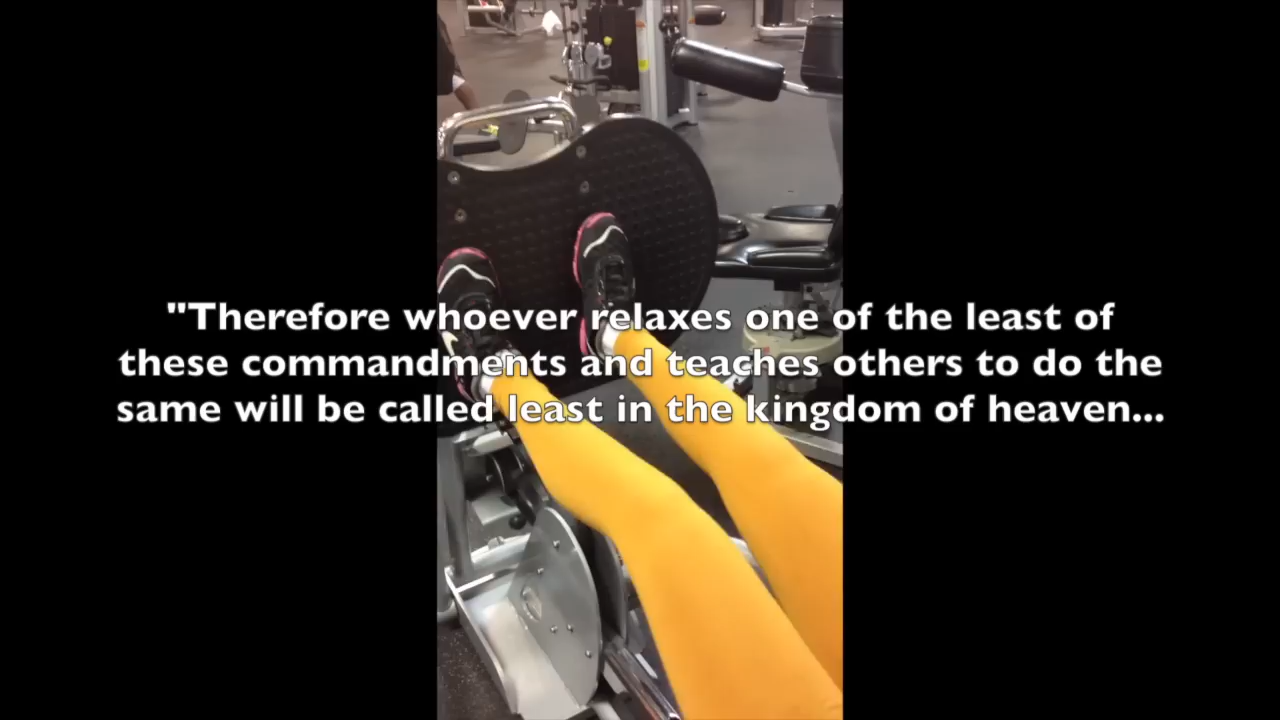 "Therefore whoever relaxes one of the least of
these commandments and teaches others to do the
same will be called least in the kingdom of heaven...